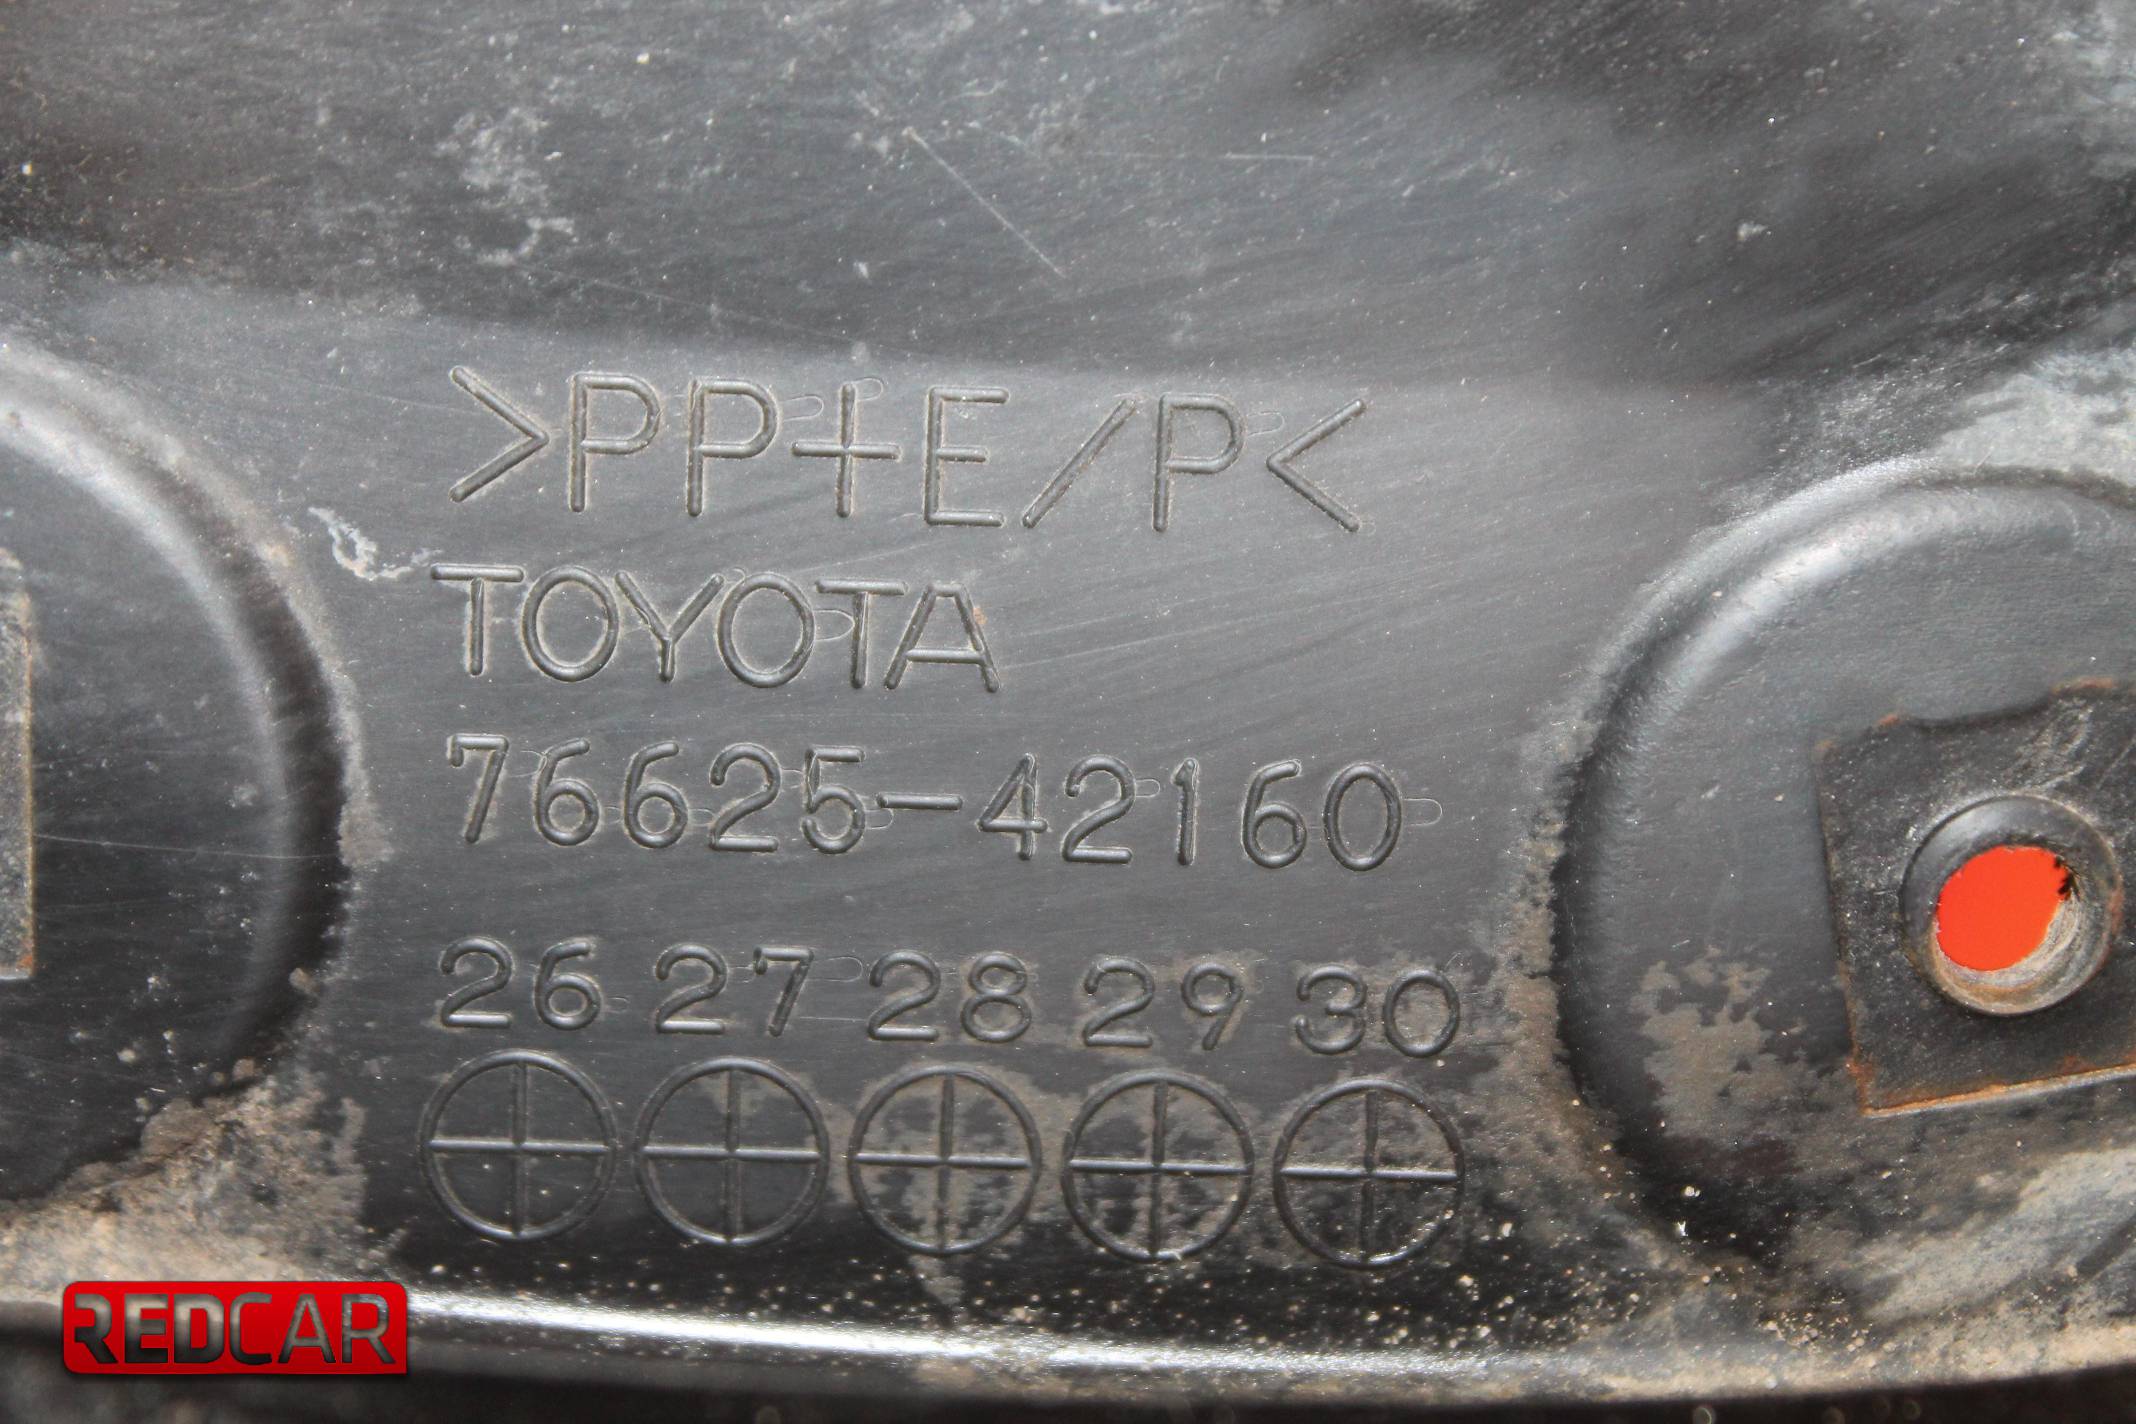 >PP+E/P<
TOYOTA
76625-42160
26 27 28 29 30
REDCAR